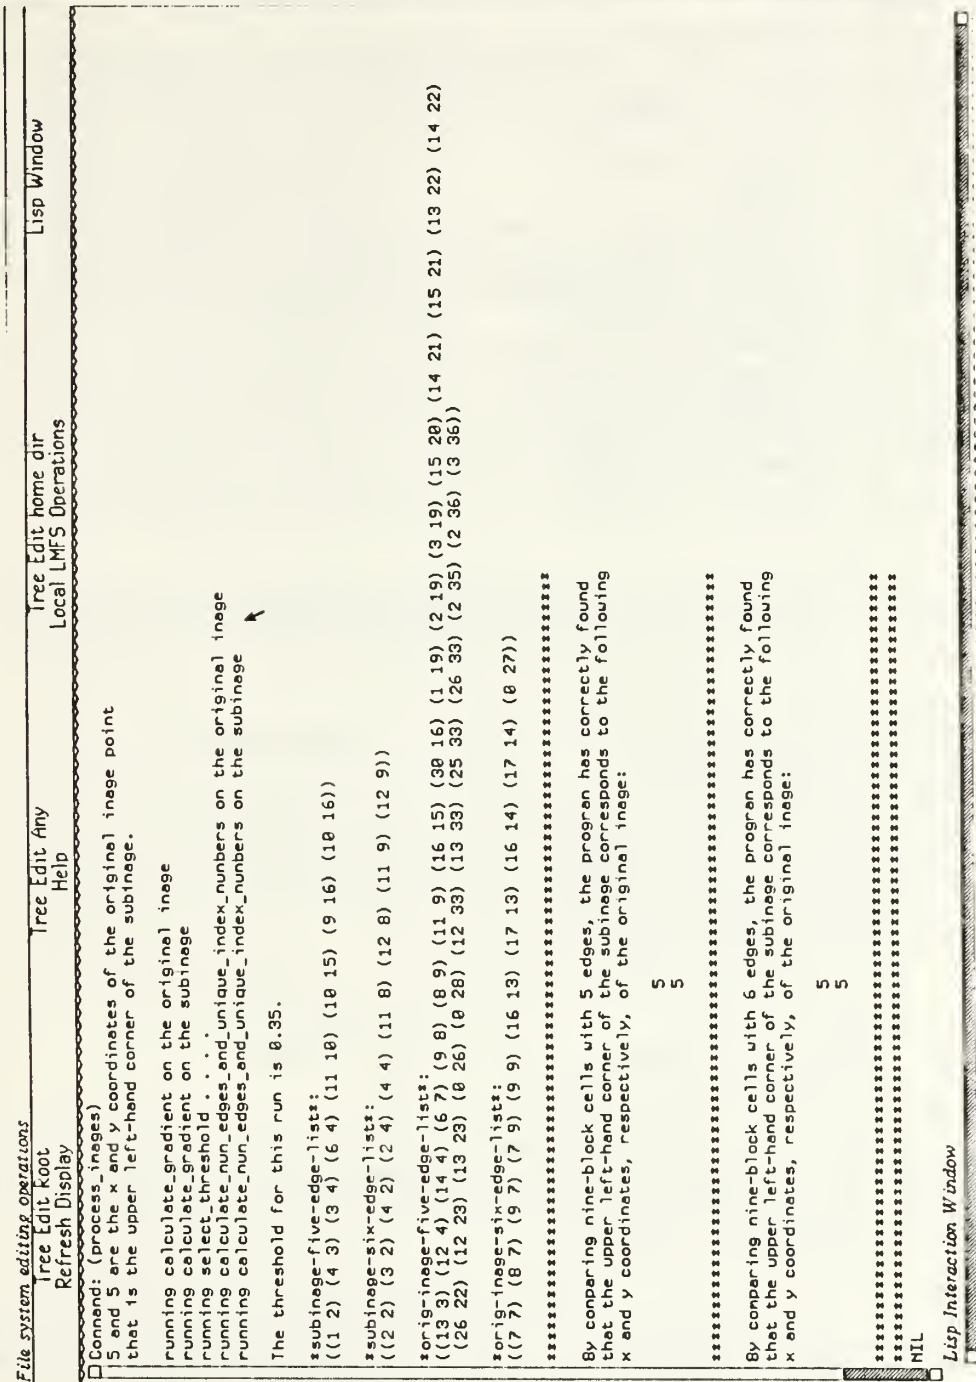 File system editing operations
Tree Edit Root Tree Edit Any Tree Edit home dir Lisp Window
Refresh Display Help Local LMFS Operations
Command: (process_images)
5 and 5 are the x and y coordinates of the original image point
that is the upper left-hand corner of the subimage.
running calculate_gradient on the original image
running calculate_gradient on the subimage
running select_threshold . . . .
running calculate_num_edges_and_unique_index_numbers on the original image
running calculate_num_edges_and_unique_index_numbers on the subimage
The threshold for this run is 0.35.
*subimage-five-edge-list*:
((1 2) (4 3) (3 4) (6 4) (11 10) (10 15) (9 16) (10 16))
*subimage-six-edge-list*:
((2 2) (3 2) (4 2) (2 4) (4 4) (11 8) (12 8) (11 9) (12 9))
*orig-image-five-edge-list*:
((13 3) (12 4) (14 4) (6 7) (9 8) (8 9) (11 9) (16 15) (30 16) (1 19) (2 19) (3 19) (15 20) (14 21) (15 21) (13 22) (14 22)
(26 22) (12 23) (13 23) (0 26) (0 28) (12 33) (13 33) (25 33) (26 33) (2 35) (2 36) (3 36))
*orig-image-six-edge-list*:
((7 7) (8 7) (9 7) (7 9) (9 9) (16 13) (17 13) (16 14) (17 14) (0 27))
*******************************************************
By comparing nine-block cells with 5 edges, the program has correctly found
that the upper left-hand corner of the subimage corresponds to the following
x and y coordinates, respectively, of the original image:
5
5
*******************************************************
By comparing nine-block cells with 6 edges, the program has correctly found
that the upper left-hand corner of the subimage corresponds to the following
x and y coordinates, respectively, of the original image:
5
5
*******************************************************
*******************************************************
NIL
Lisp Interaction Window